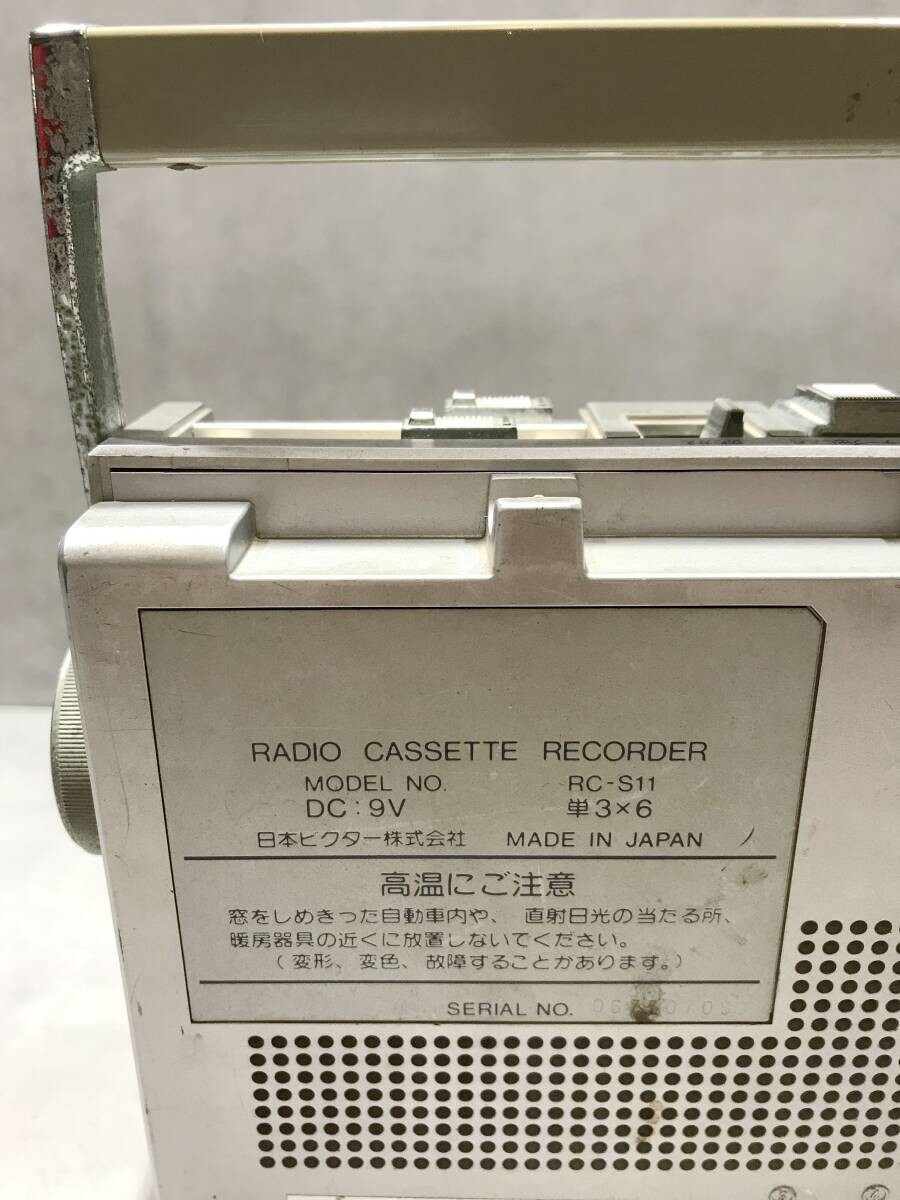 RADIO CASSETTE RECORDER
MODEL NO. RC-S11
DC : 9V 単3×6
日本ビクター株式会社 MADE IN JAPAN
高温にご注意
窓をしめきった自動車内や、 直射日光の当たる所、
暖房器具の近くに放置しないでください。
(変形、変色、故障することがあります。)
SERIAL NO.